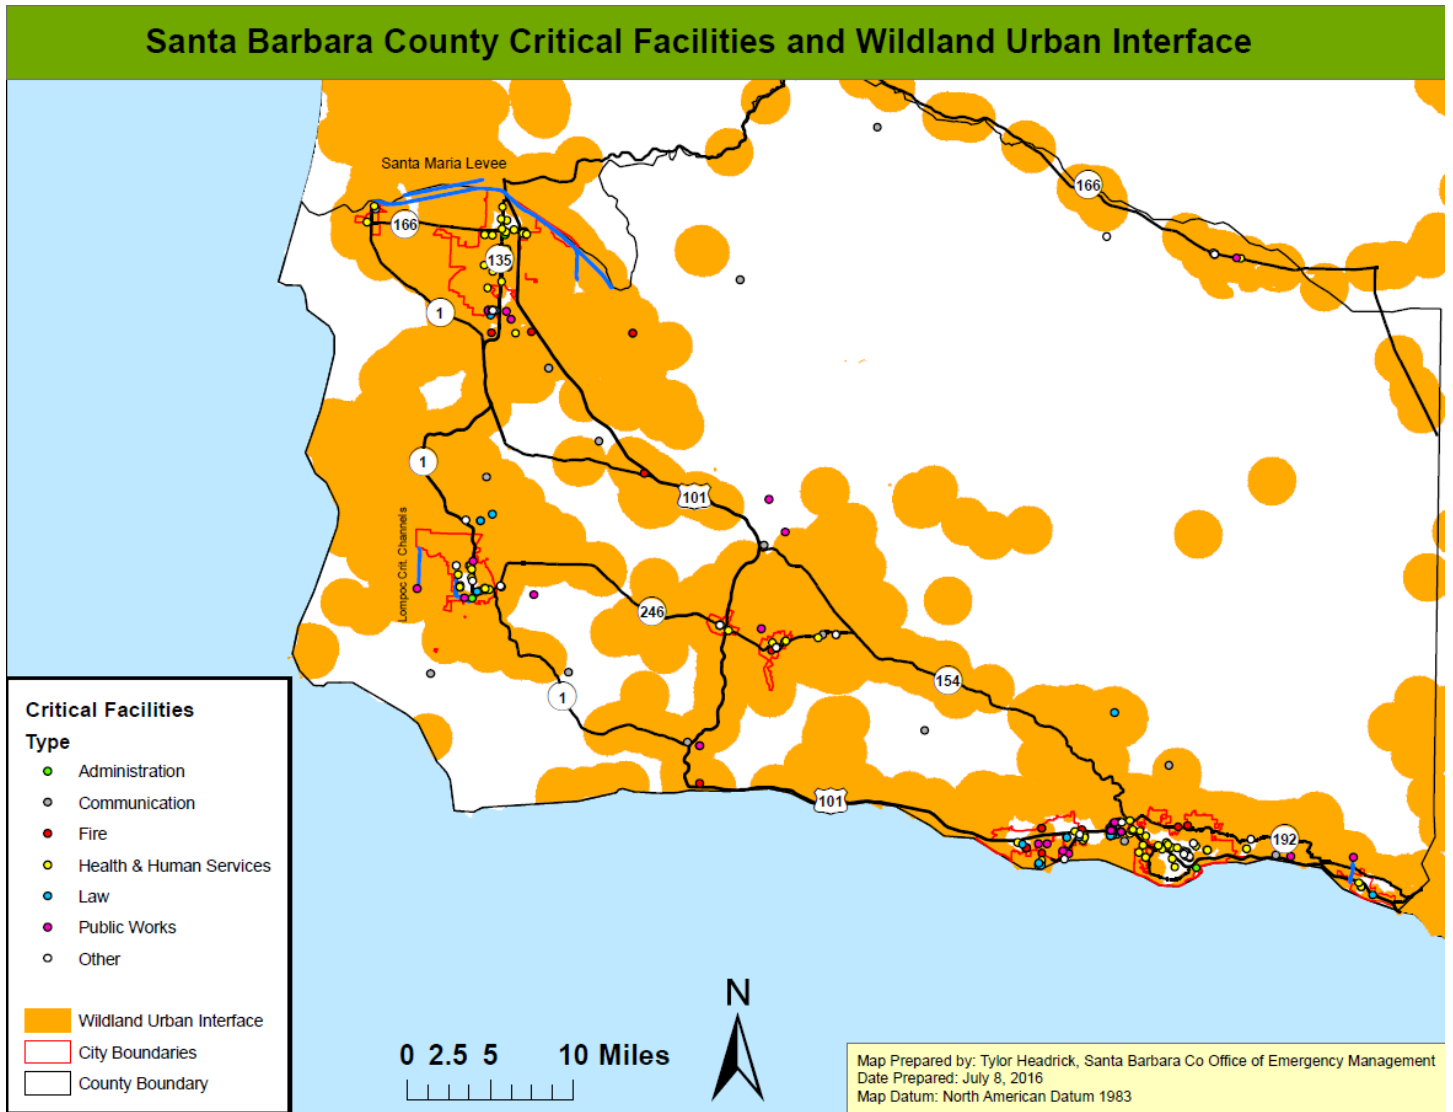 Santa Barbara County Critical Facilities and Wildland Urban Interface
Santa Maria Levee
166
166
135
1
1
101
Lompoc Crit. Channels
246
154
1
101
192
Critical Facilities
Type
Administration
Communication
Fire
Health & Human Services
Law
Public Works
Other
Wildland Urban Interface
City Boundaries
County Boundary
0 2.5 5 10 Miles
N
Map Prepared by: Tylor Headrick, Santa Barbara Co Office of Emergency Management
Date Prepared: July 8, 2016
Map Datum: North American Datum 1983